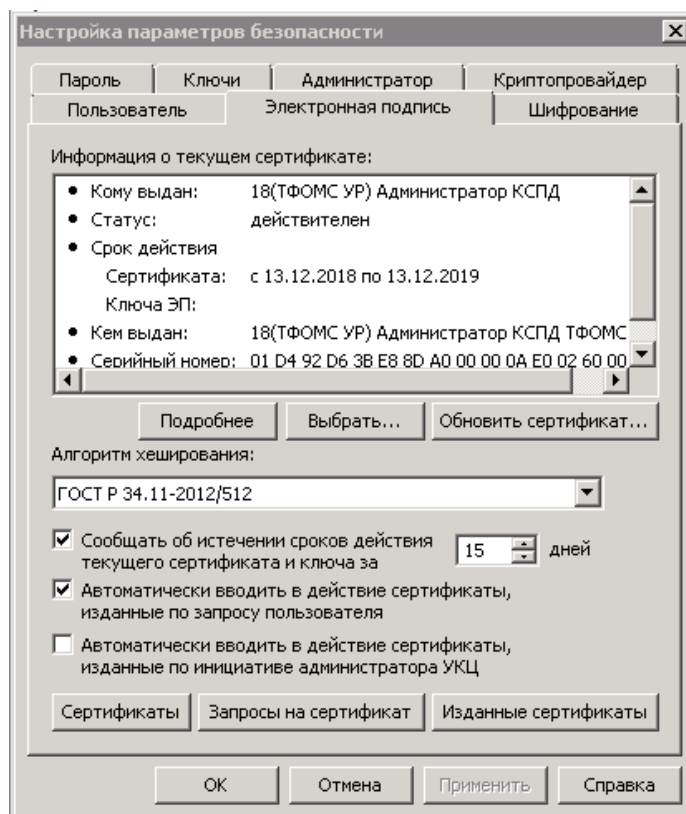 Настройка параметров безопасности
Пароль Ключи Администратор Криптопровайдер
Пользователь Электронная подпись Шифрование
Информация о текущем сертификате:
Кому выдан: 18(ТФОМС УР) Администратор КСПД
Статус: действителен
Срок действия
Сертификата: с 13.12.2018 по 13.12.2019
Ключа ЭП:
Кем выдан: 18(ТФОМС УР) Администратор КСПД ТФОМС
Серийный номер: 01 D4 92 D6 3B E8 8D A0 00 00 0A E0 02 60 00
Подробнее Выбрать... Обновить сертификат...
Алгоритм хеширования:
ГОСТ Р 34.11-2012/512
Сообщать об истечении сроков действия
текущего сертификата и ключа за 15 дней
Автоматически вводить в действие сертификаты,
изданные по запросу пользователя
Автоматически вводить в действие сертификаты,
изданные по инициативе администратора УКЦ
Сертификаты Запросы на сертификат Изданные сертификаты
ОК Отмена Применить Справка